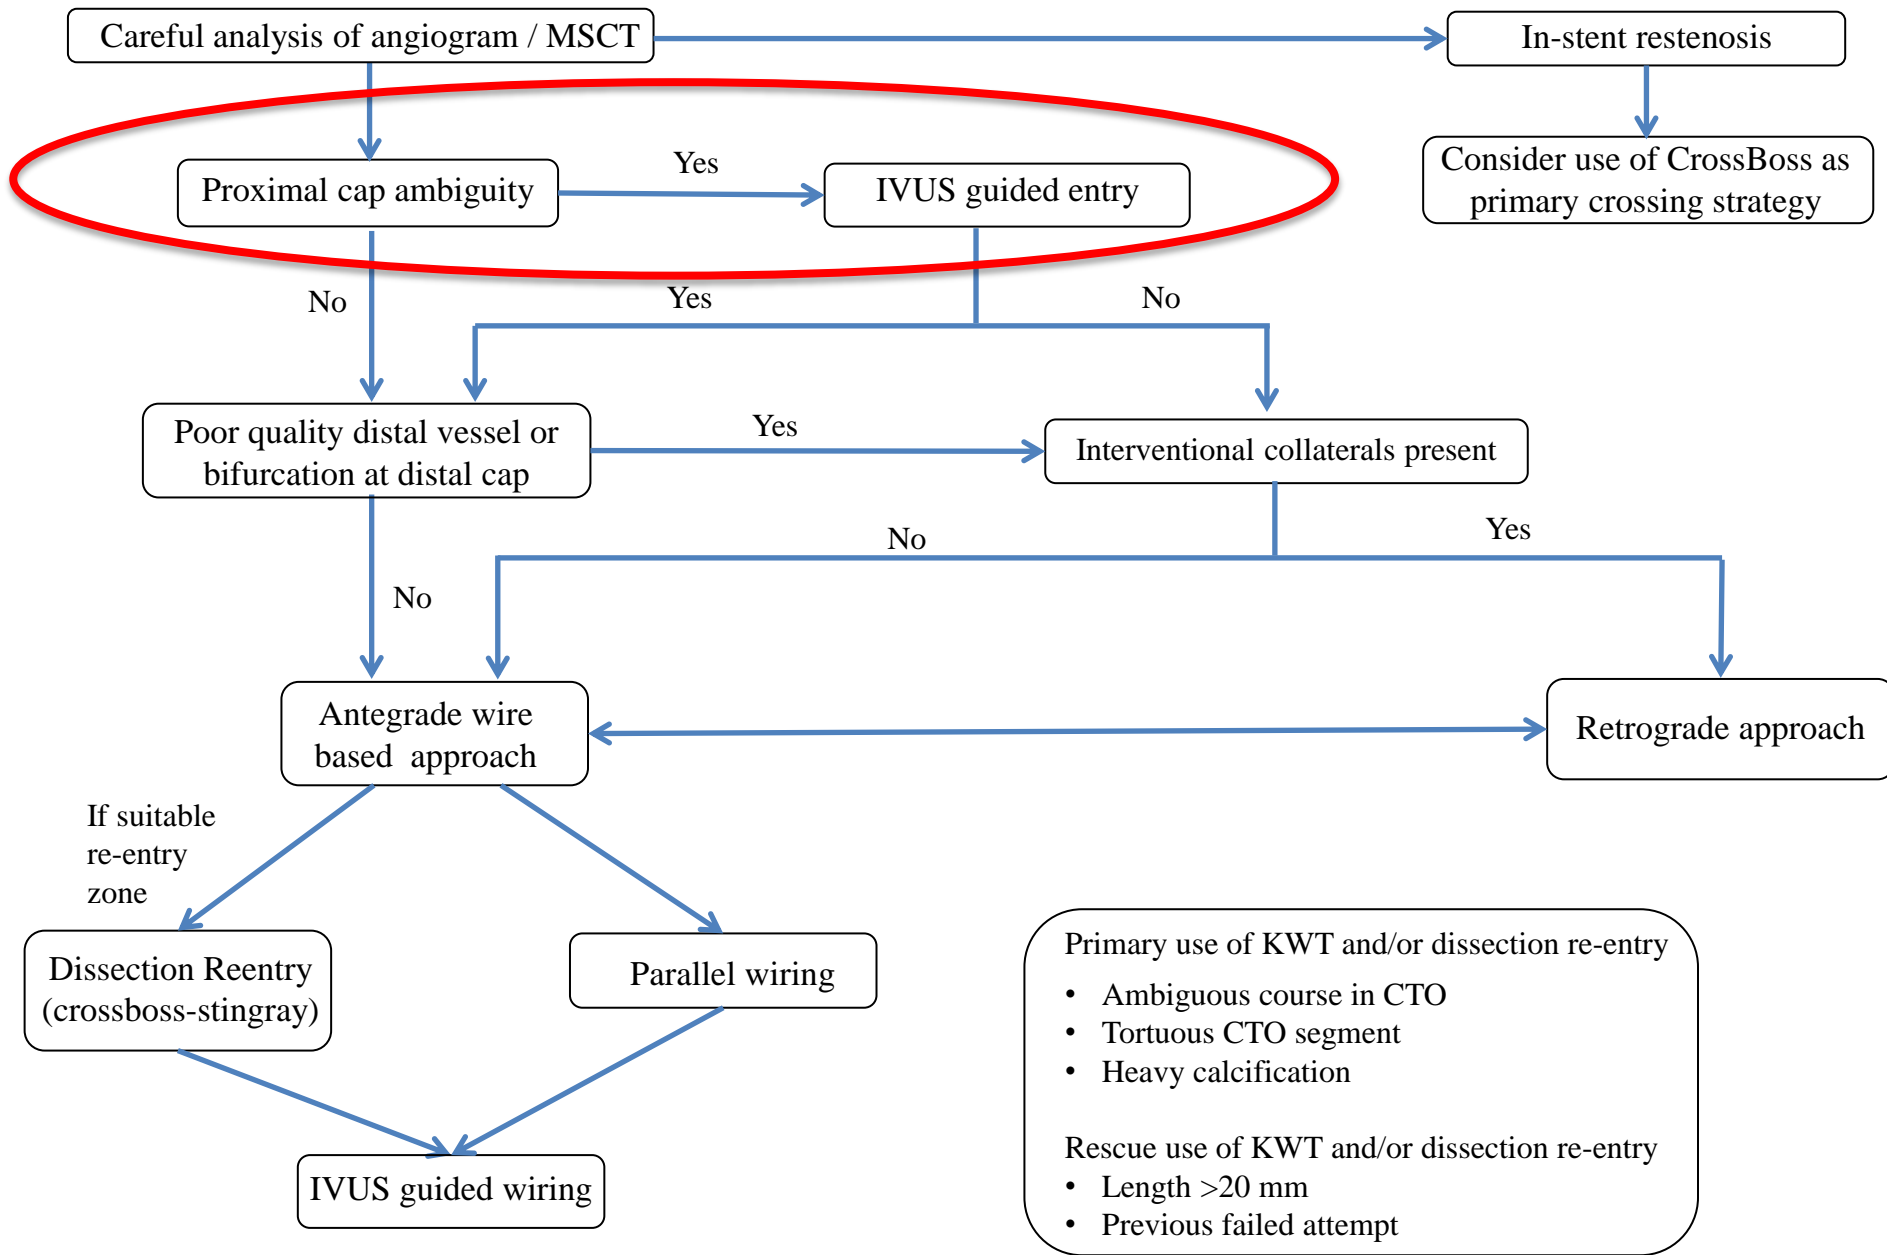 Careful analysis of angiogram / MSCT
In-stent restenosis
Proximal cap ambiguity
Yes
IVUS guided entry
Consider use of CrossBoss as
primary crossing strategy
No
Yes
No
Poor quality distal vessel or
bifurcation at distal cap
Yes
Interventional collaterals present
No
Yes
No
Antegrade wire
based approach
Retrograde approach
If suitable
re-entry
zone
Dissection Reentry
(crossboss-stingray)
Parallel wiring
IVUS guided wiring
Primary use of KWT and/or dissection re-entry
• Ambiguous course in CTO
• Tortuous CTO segment
• Heavy calcification
Rescue use of KWT and/or dissection re-entry
• Length >20 mm
• Previous failed attempt